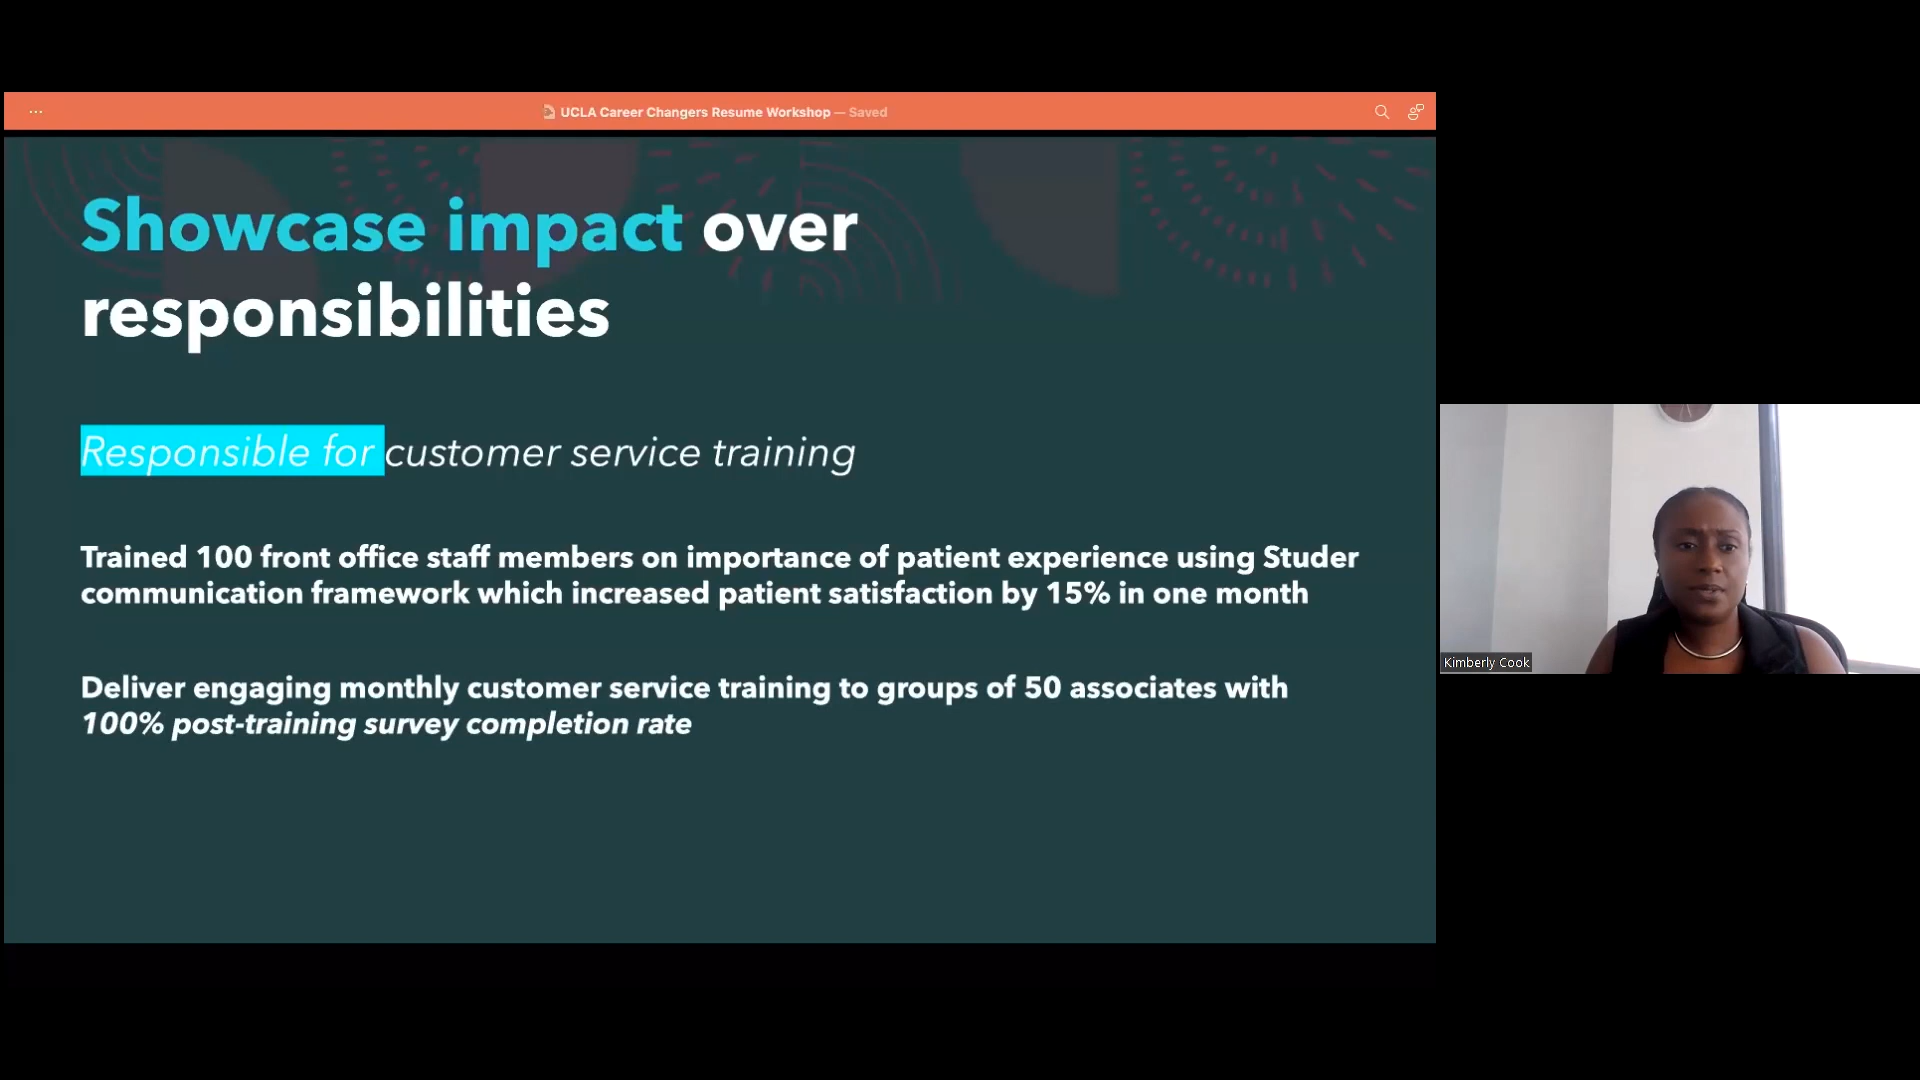 ... UCLA Career Changers Resume Workshop — Saved
Showcase impact over
responsibilities
Responsible for customer service training
Trained 100 front office staff members on importance of patient experience using Studer
communication framework which increased patient satisfaction by 15% in one month
Deliver engaging monthly customer service training to groups of 50 associates with
100% post-training survey completion rate
Kimberly Cook